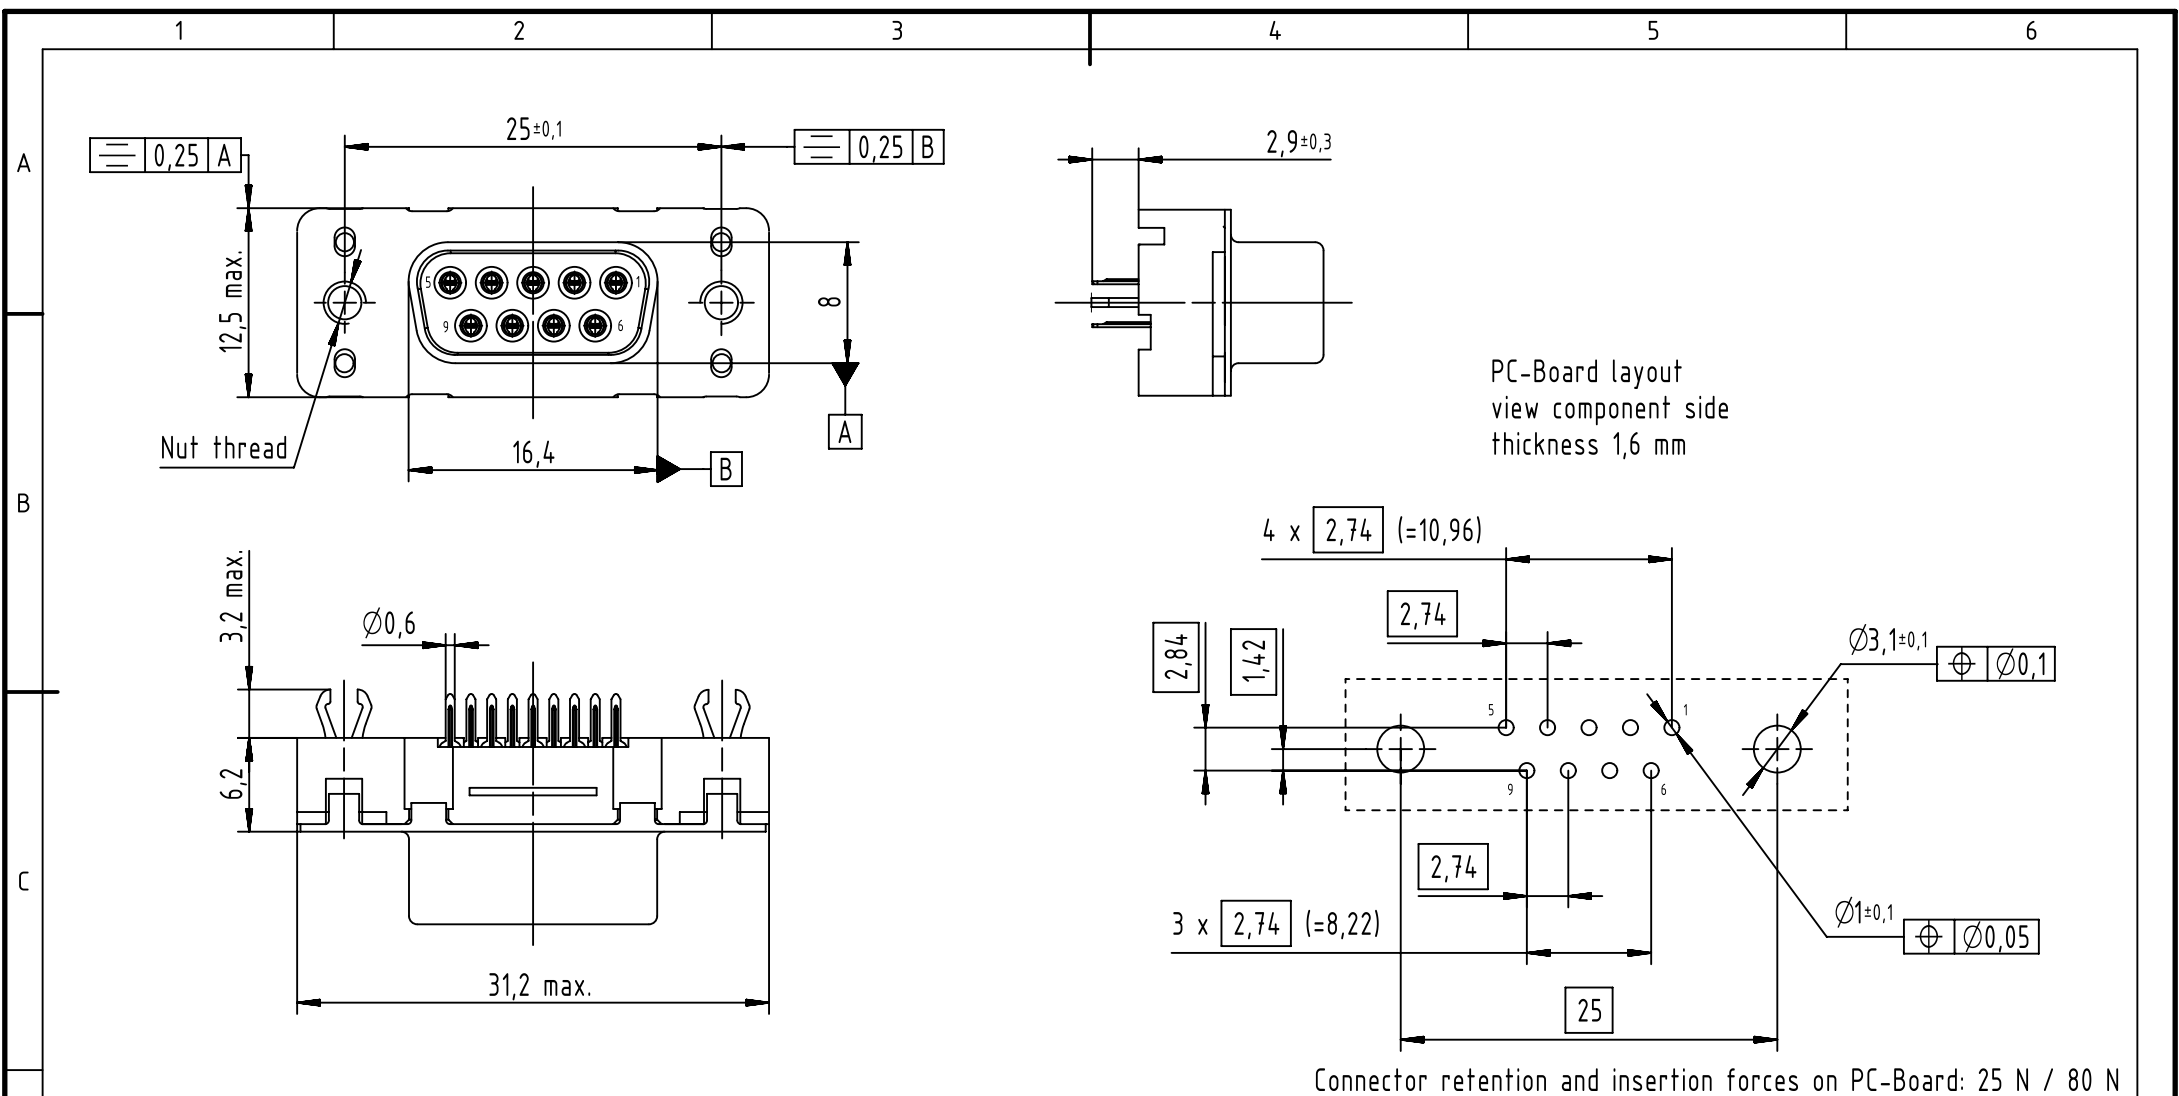 1 2 3 4 5 6
A
B
C
25±0,1
0,25 A
0,25 B
12,5 max.
5 1
9 6
8
A
Nut thread
16,4
B
2,9±0,3
PC-Board layout
view component side
thickness 1,6 mm
3,2 max.
Ø0,6
6,2
31,2 max.
4 x 2,74 (=10,96)
2,74
2,84
1,42
Ø3,1±0,1
Ø0,1
5 1
9 6
2,74
3 x 2,74 (=8,22)
Ø1±0,1
Ø0,05
25
Connector retention and insertion forces on PC-Board: 25 N / 80 N